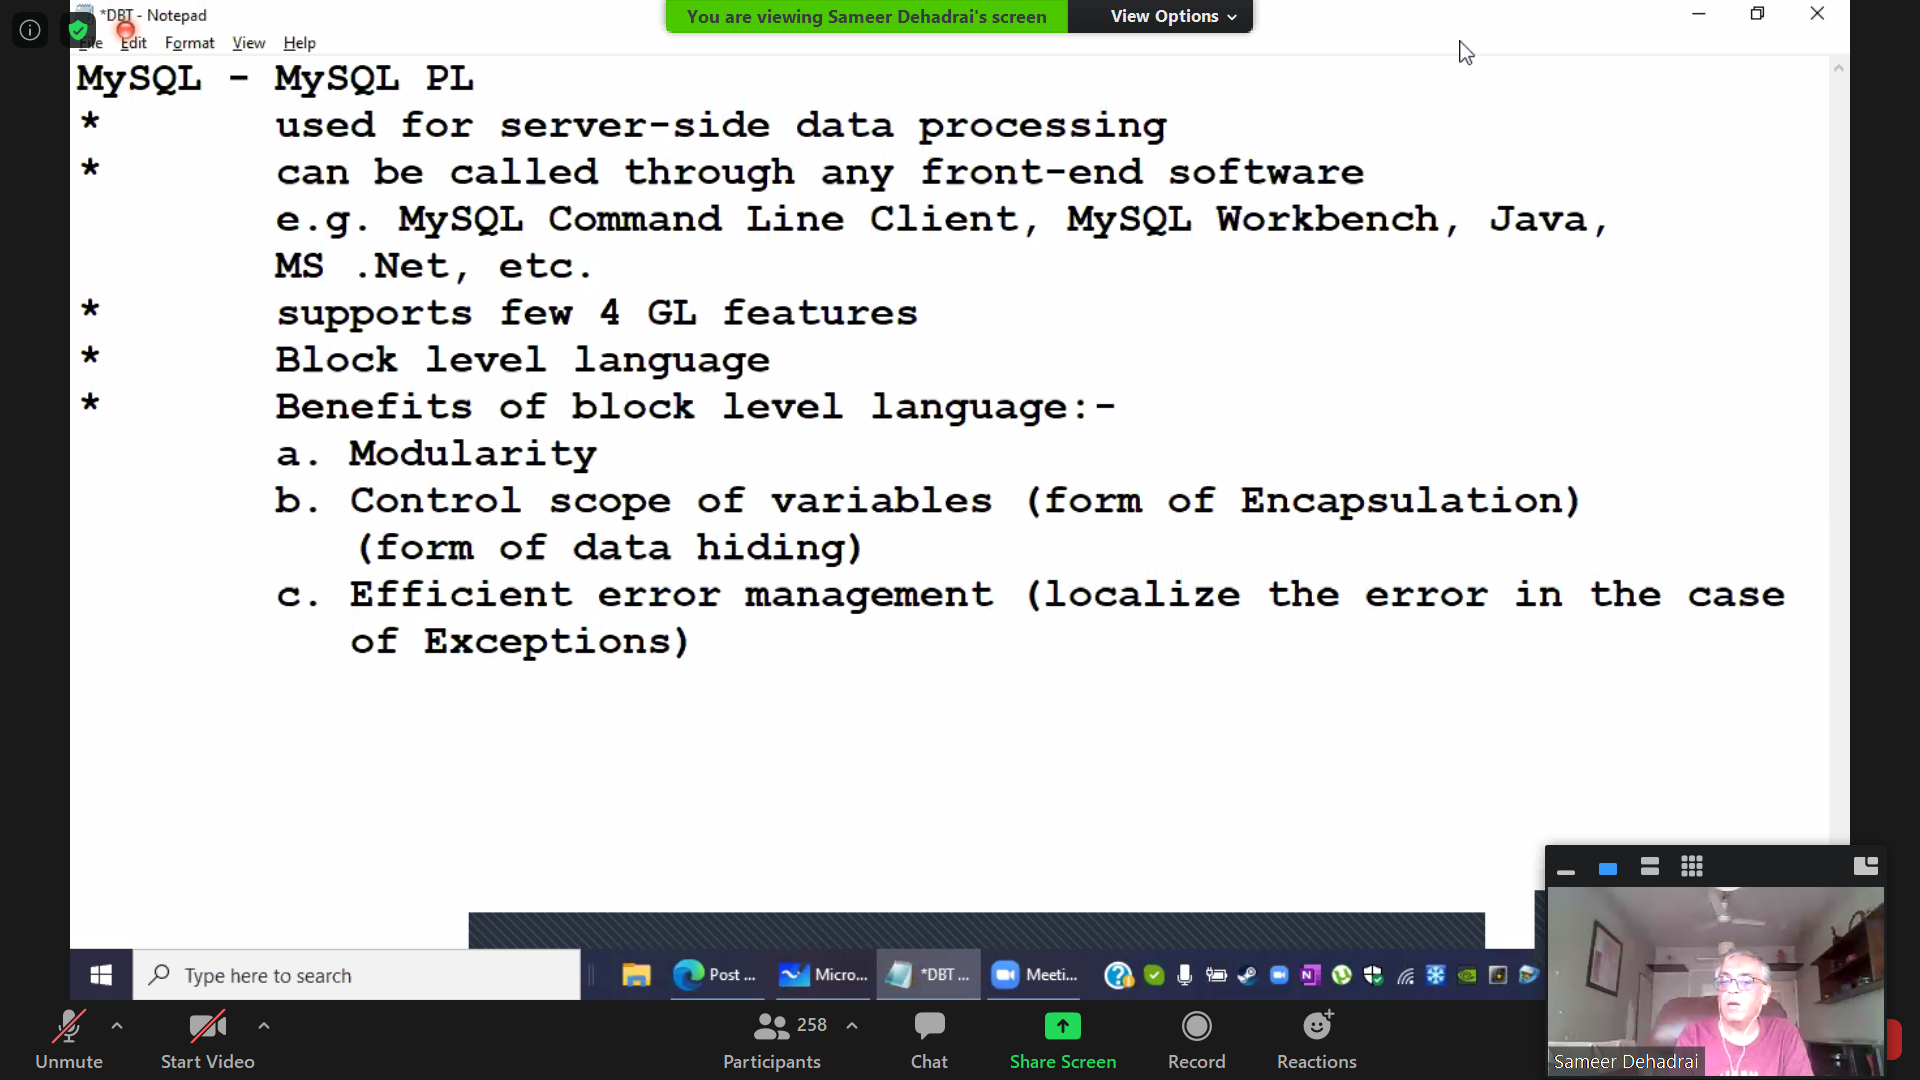 *DBT - Notepad
You are viewing Sameer Dehadrai's screen
View Options
File Edit Format View Help
MySQL - MySQL PL
* used for server-side data processing
* can be called through any front-end software
e.g. MySQL Command Line Client, MySQL Workbench, Java,
MS .Net, etc.
* supports few 4 GL features
* Block level language
* Benefits of block level language:-
a. Modularity
b. Control scope of variables (form of Encapsulation)
(form of data hiding)
c. Efficient error management (localize the error in the case
of Exceptions)
Type here to search
Post ...
Micro...
*DBT ...
Meeti...
258
Unmute
Start Video
Participants
Chat
Share Screen
Record
Reactions
Sameer Dehadrai